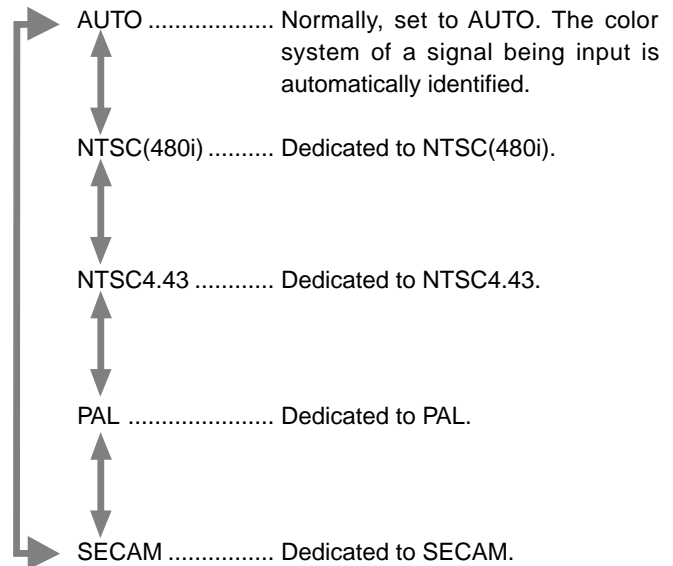 AUTO ................... Normally, set to AUTO. The color
system of a signal being input is
automatically identified.
NTSC(480i) .......... Dedicated to NTSC(480i).
NTSC4.43 ............ Dedicated to NTSC4.43.
PAL ...................... Dedicated to PAL.
SECAM ................ Dedicated to SECAM.